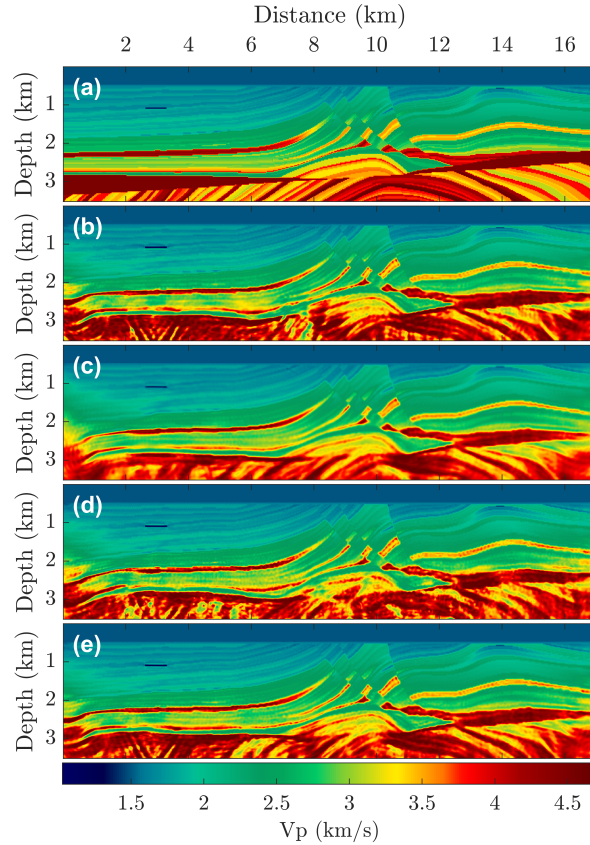 Distance (km)
2 4 6 8 10 12 14 16
(a)
Depth (km)
1
2
3
(b)
Depth (km)
1
2
3
(c)
Depth (km)
1
2
3
(d)
Depth (km)
1
2
3
(e)
Depth (km)
1
2
3
1.5 2 2.5 3 3.5 4 4.5
Vp (km/s)